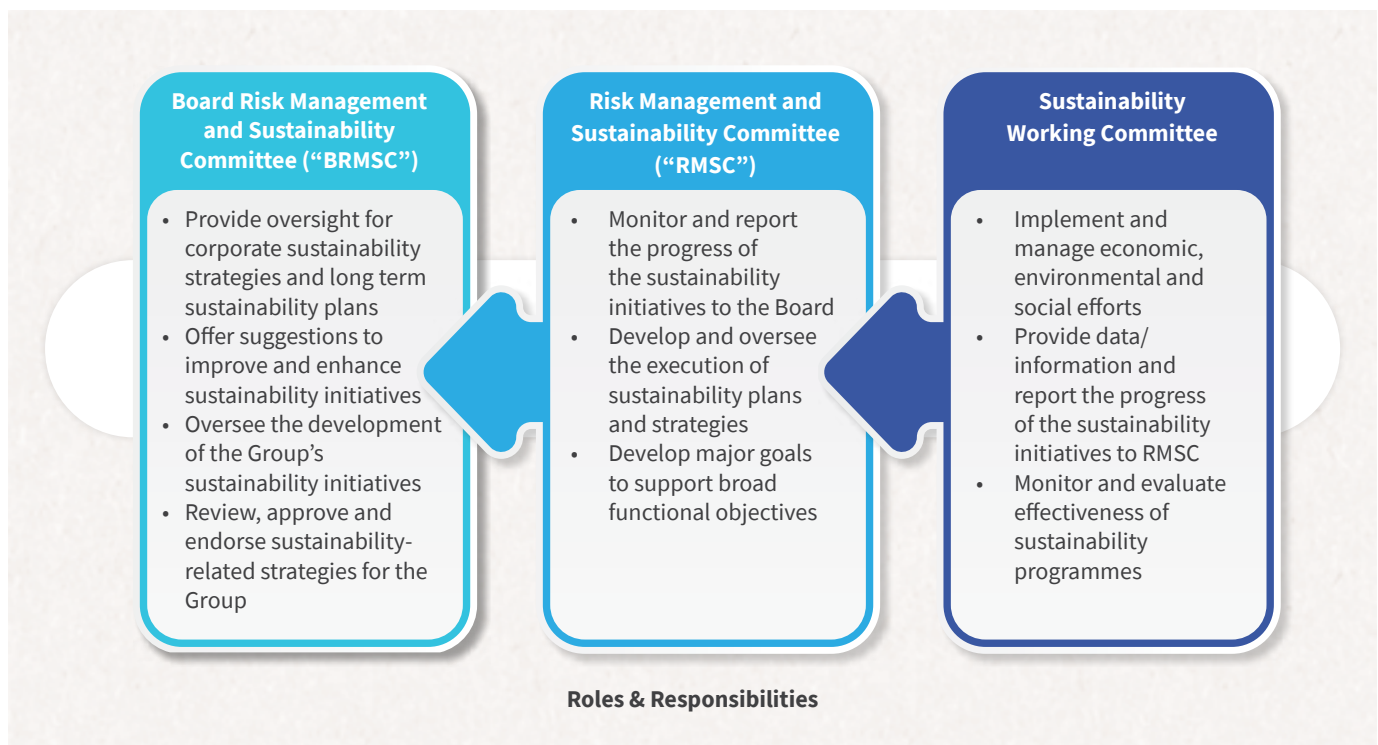 Board Risk Management
and Sustainability
Committee (“BRMSC”)
• Provide oversight for
corporate sustainability
strategies and long term
sustainability plans
• Offer suggestions to
improve and enhance
sustainability initiatives
• Oversee the development
of the Group’s
sustainability initiatives
• Review, approve and
endorse sustainability-
related strategies for the
Group
Risk Management and
Sustainability Committee
(“RMSC”)
• Monitor and report
the progress of
the sustainability
initiatives to the Board
• Develop and oversee
the execution of
sustainability plans
and strategies
• Develop major goals
to support broad
functional objectives
Sustainability
Working Committee
• Implement and
manage economic,
environmental and
social efforts
• Provide data/
information and
report the progress
of the sustainability
initiatives to RMSC
• Monitor and evaluate
effectiveness of
sustainability
programmes
Roles & Responsibilities